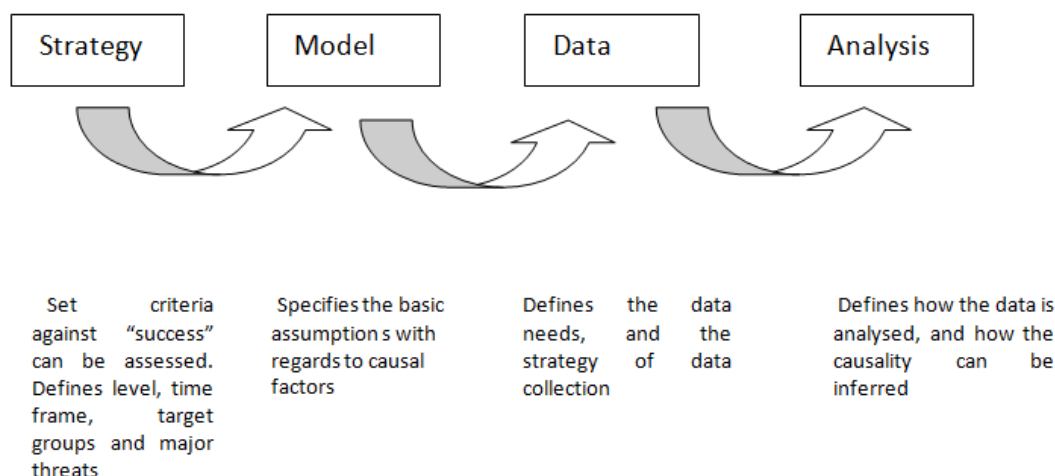 Strategy
Model
Data
Analysis
Set criteria
against “success”
can be assessed.
Defines level, time
frame, target
groups and major
threats
Specifies the basic
assumption s with
regards to causal
factors
Defines the data
needs, and the
strategy of data
collection
Defines how the data is
analysed, and how the
causality can be
inferred